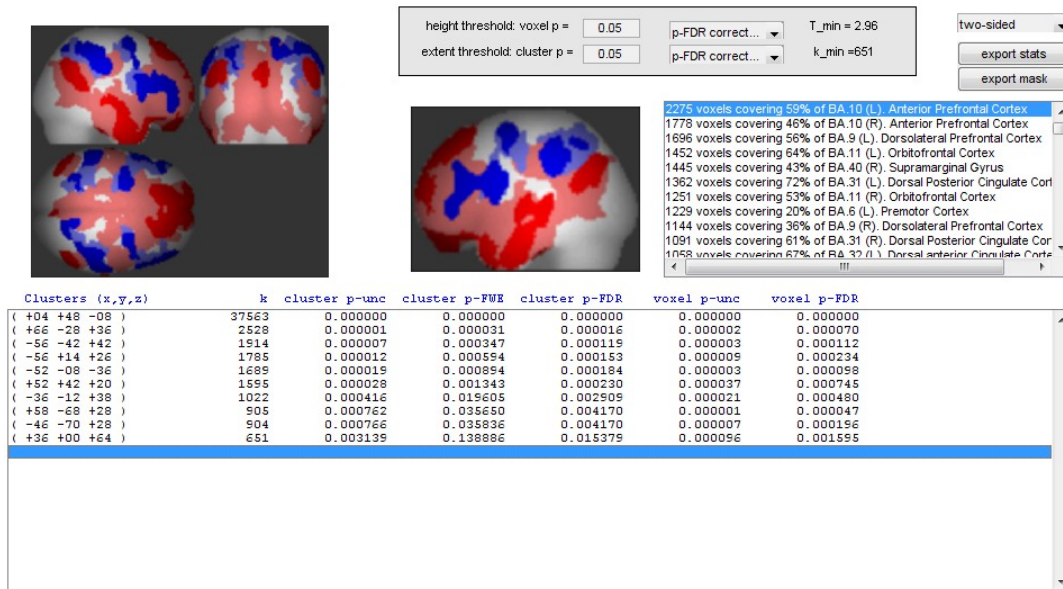 height threshold: voxel p = 0.05 p-FDR correct... T_min = 2.96 two-sided
extent threshold: cluster p = 0.05 p-FDR correct... k_min =651 export stats
export mask
2275 voxels covering 59% of BA.10 (L). Anterior Prefrontal Cortex
1778 voxels covering 46% of BA.10 (R). Anterior Prefrontal Cortex
1696 voxels covering 56% of BA.9 (L). Dorsolateral Prefrontal Cortex
1452 voxels covering 64% of BA.11 (L). Orbitofrontal Cortex
1445 voxels covering 43% of BA.40 (R). Supramarginal Gyrus
1362 voxels covering 72% of BA.31 (L). Dorsal Posterior Cingulate Cort
1251 voxels covering 53% of BA.11 (R). Orbitofrontal Cortex
1229 voxels covering 20% of BA.6 (L). Premotor Cortex
1144 voxels covering 36% of BA.9 (R). Dorsolateral Prefrontal Cortex
1091 voxels covering 61% of BA.31 (R). Dorsal Posterior Cingulate Cor
1058 voxels covering 67% of BA.32 (L). Dorsal anterior Cingulate Corte
Clusters (x,y,z) k cluster p-unc cluster p-FWE cluster p-FDR voxel p-unc voxel p-FDR
( +04 +48 -08 ) 37563 0.000000 0.000000 0.000000 0.000000 0.000000
( +66 -28 +36 ) 2528 0.000001 0.000031 0.000016 0.000002 0.000070
( -56 -42 +42 ) 1914 0.000007 0.000347 0.000119 0.000003 0.000112
( -56 +14 +26 ) 1785 0.000012 0.000594 0.000153 0.000009 0.000234
( -52 -08 -36 ) 1689 0.000019 0.000894 0.000184 0.000003 0.000098
( +52 +42 +20 ) 1595 0.000028 0.001343 0.000230 0.000037 0.000745
( -36 -12 +38 ) 1022 0.000416 0.019605 0.002909 0.000021 0.000480
( +58 -68 +28 ) 905 0.000762 0.035650 0.004170 0.000001 0.000047
( -46 -70 +28 ) 904 0.000766 0.035836 0.004170 0.000007 0.000196
( +36 +00 +64 ) 651 0.003139 0.138886 0.015379 0.000096 0.001595